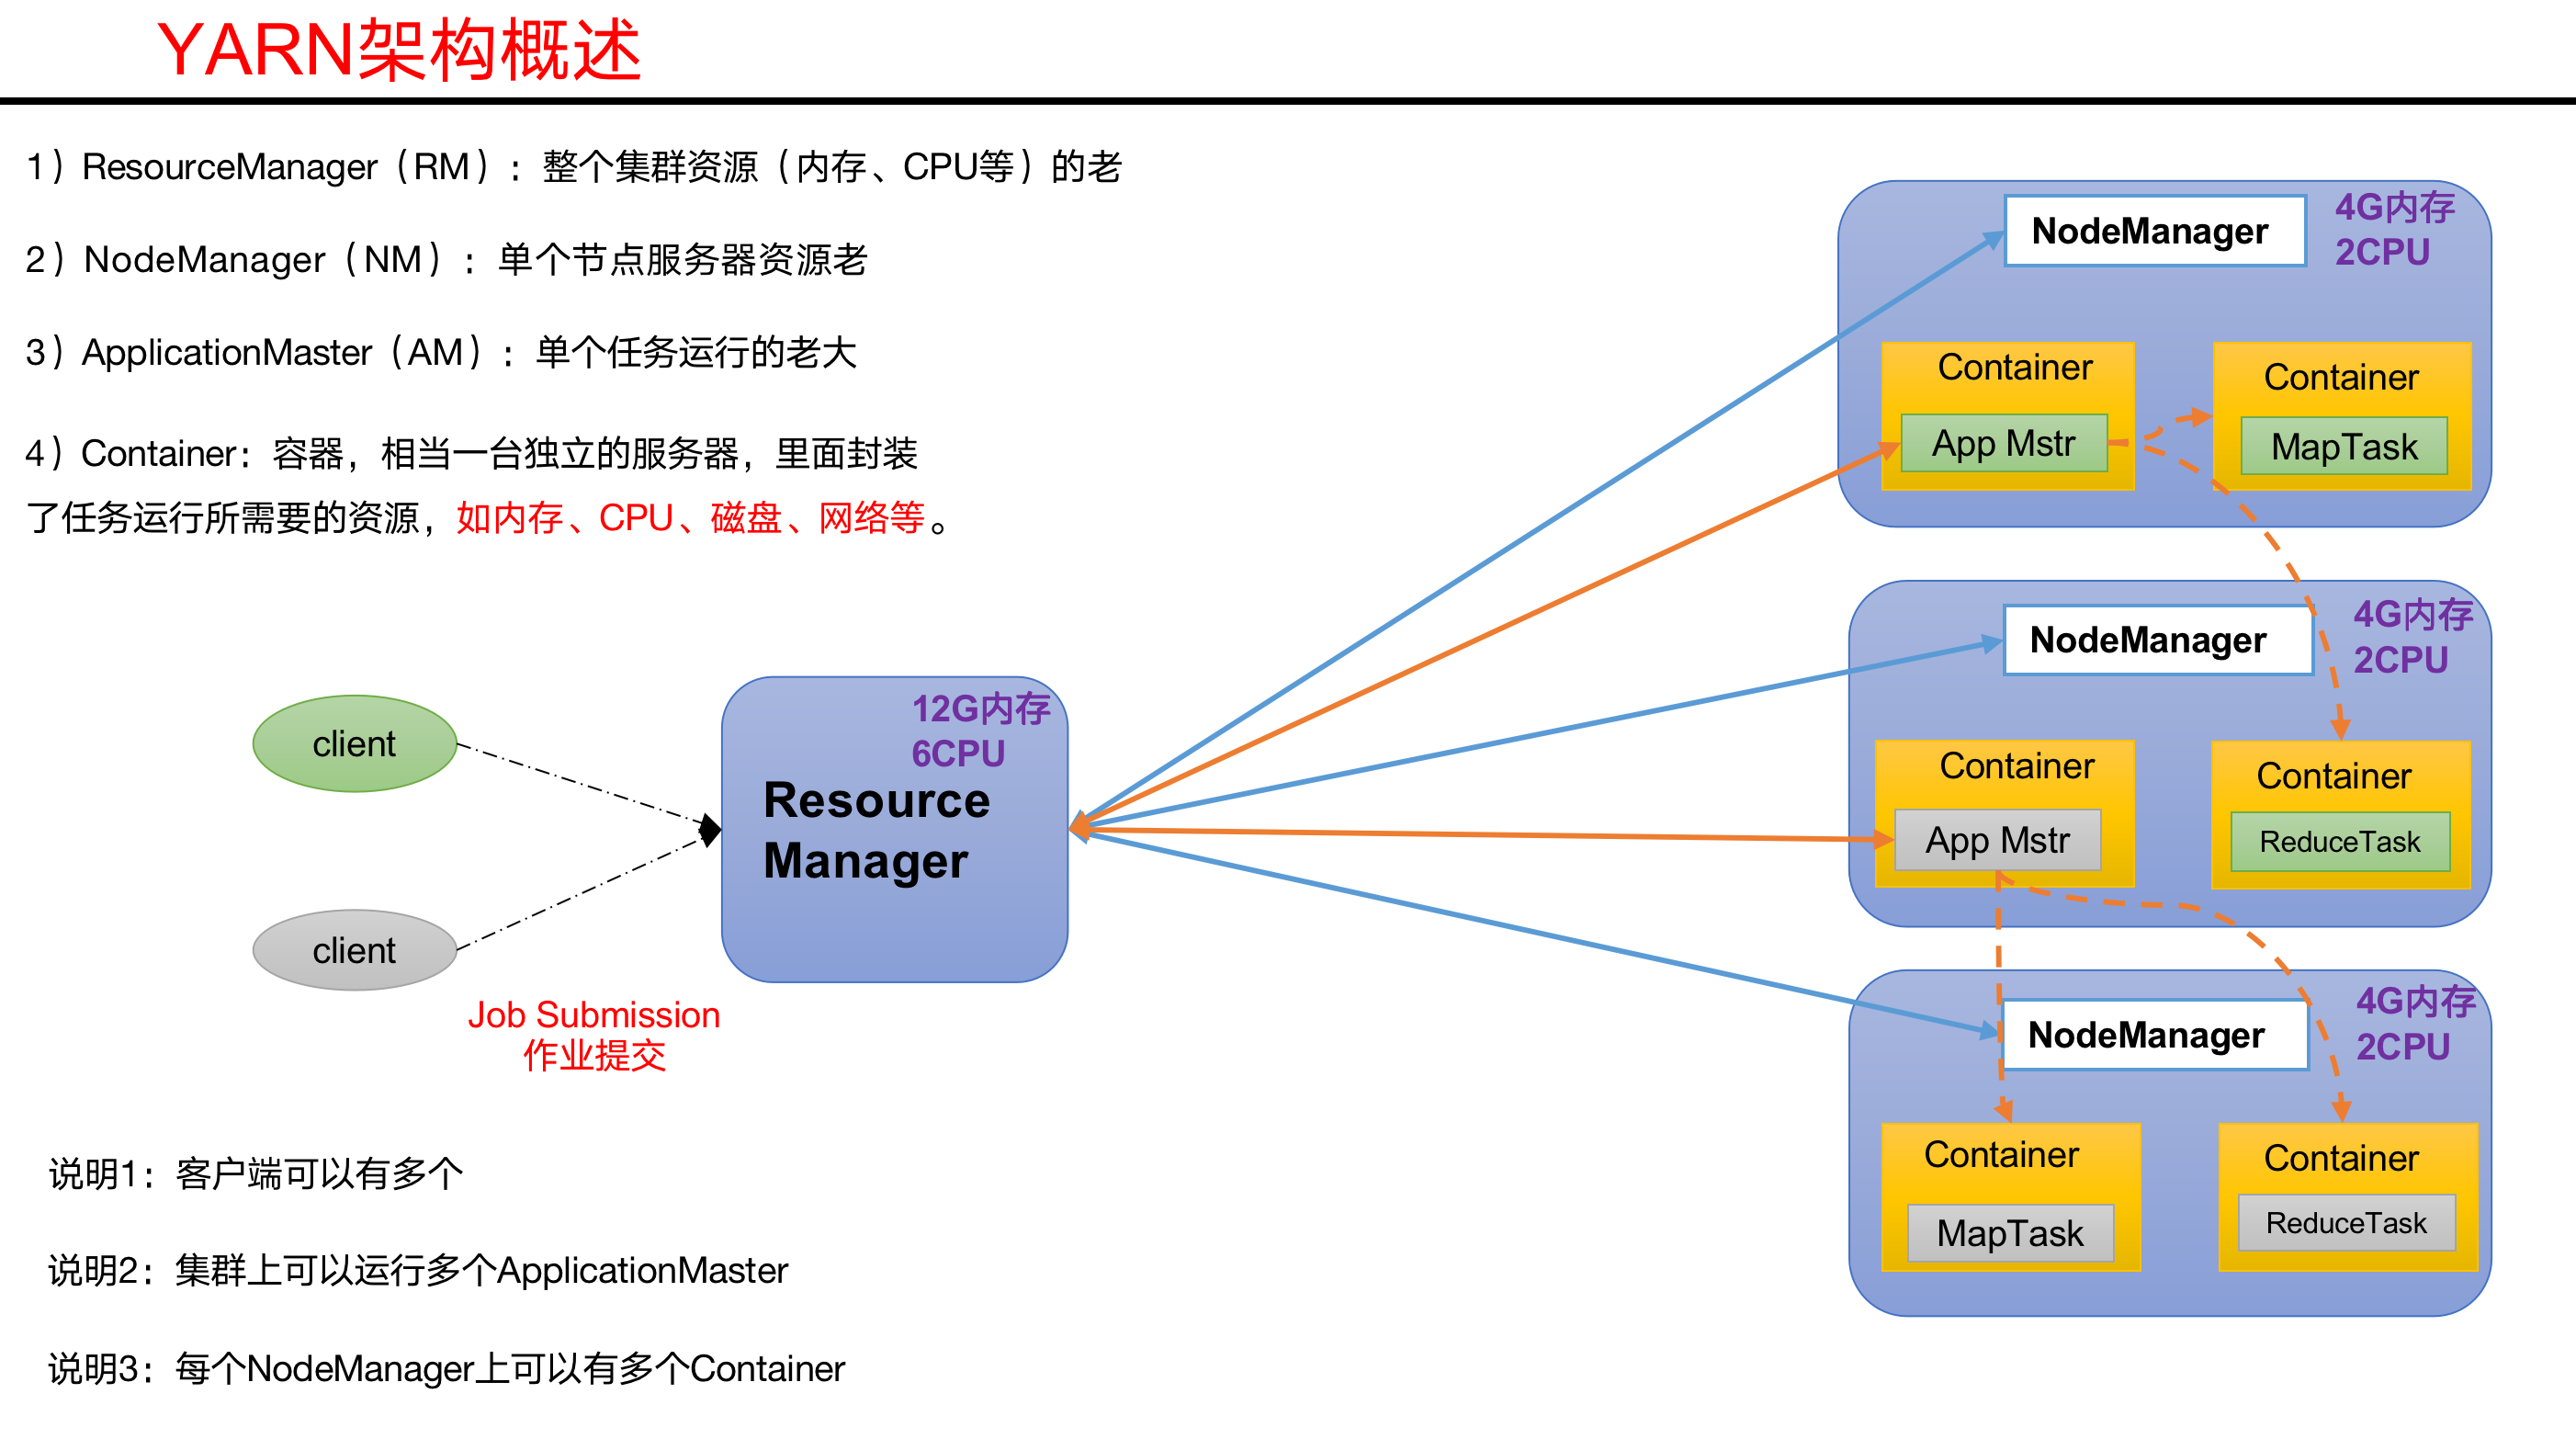 YARN架构概述
1）ResourceManager（RM）：整个集群资源（内存、CPU等）的老
2）NodeManager（NM）：单个节点服务器资源老
3）ApplicationMaster（AM）：单个任务运行的老大
4）Container：容器，相当一台独立的服务器，里面封装
了任务运行所需要的资源，如内存、CPU、磁盘、网络等。
client
client
Job Submission
作业提交
12G内存
6CPU
Resource
Manager
NodeManager
4G内存
2CPU
Container
App Mstr
Container
MapTask
NodeManager
4G内存
2CPU
Container
App Mstr
Container
ReduceTask
NodeManager
4G内存
2CPU
Container
MapTask
Container
ReduceTask
说明1：客户端可以有多个
说明2：集群上可以运行多个ApplicationMaster
说明3：每个NodeManager上可以有多个Container